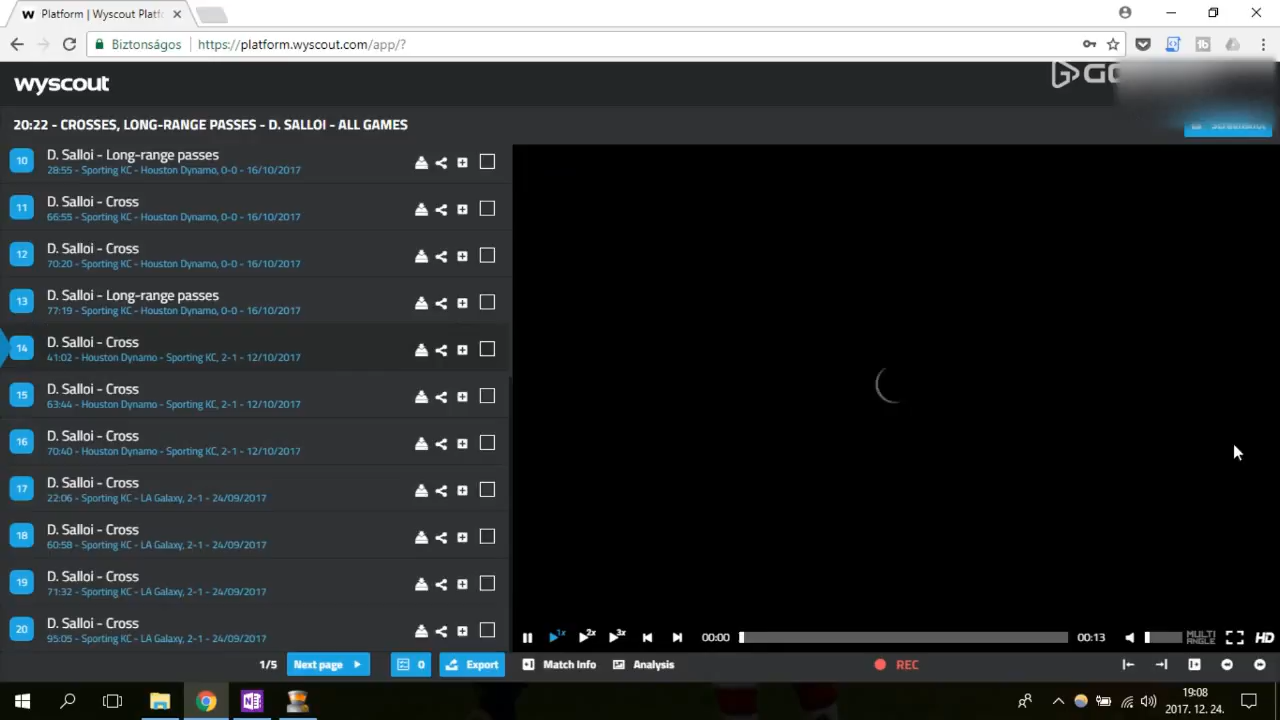 Platform | Wyscout Platf
Biztonságos
https://platform.wyscout.com/app/?
wyscout
GO
20:22 - CROSSES, LONG-RANGE PASSES - D. SALLOI - ALL GAMES
10
D. Salloi - Long-range passes
28:55 - Sporting KC - Houston Dynamo, 0-0 - 16/10/2017
11
D. Salloi - Cross
66:55 - Sporting KC - Houston Dynamo, 0-0 - 16/10/2017
12
D. Salloi - Cross
70:20 - Sporting KC - Houston Dynamo, 0-0 - 16/10/2017
13
D. Salloi - Long-range passes
77:19 - Sporting KC - Houston Dynamo, 0-0 - 16/10/2017
14
D. Salloi - Cross
41:02 - Houston Dynamo - Sporting KC, 2-1 - 12/10/2017
15
D. Salloi - Cross
63:44 - Houston Dynamo - Sporting KC, 2-1 - 12/10/2017
16
D. Salloi - Cross
70:40 - Houston Dynamo - Sporting KC, 2-1 - 12/10/2017
17
D. Salloi - Cross
22:06 - Sporting KC - LA Galaxy, 2-1 - 24/09/2017
18
D. Salloi - Cross
60:58 - Sporting KC - LA Galaxy, 2-1 - 24/09/2017
19
D. Salloi - Cross
71:32 - Sporting KC - LA Galaxy, 2-1 - 24/09/2017
20
D. Salloi - Cross
95:05 - Sporting KC - LA Galaxy, 2-1 - 24/09/2017
1x 2x 3x 00:00 00:13 MULTI ANGLE HD
1/5 Next page 0 Export Match Info Analysis REC
19:08
2017. 12. 24.